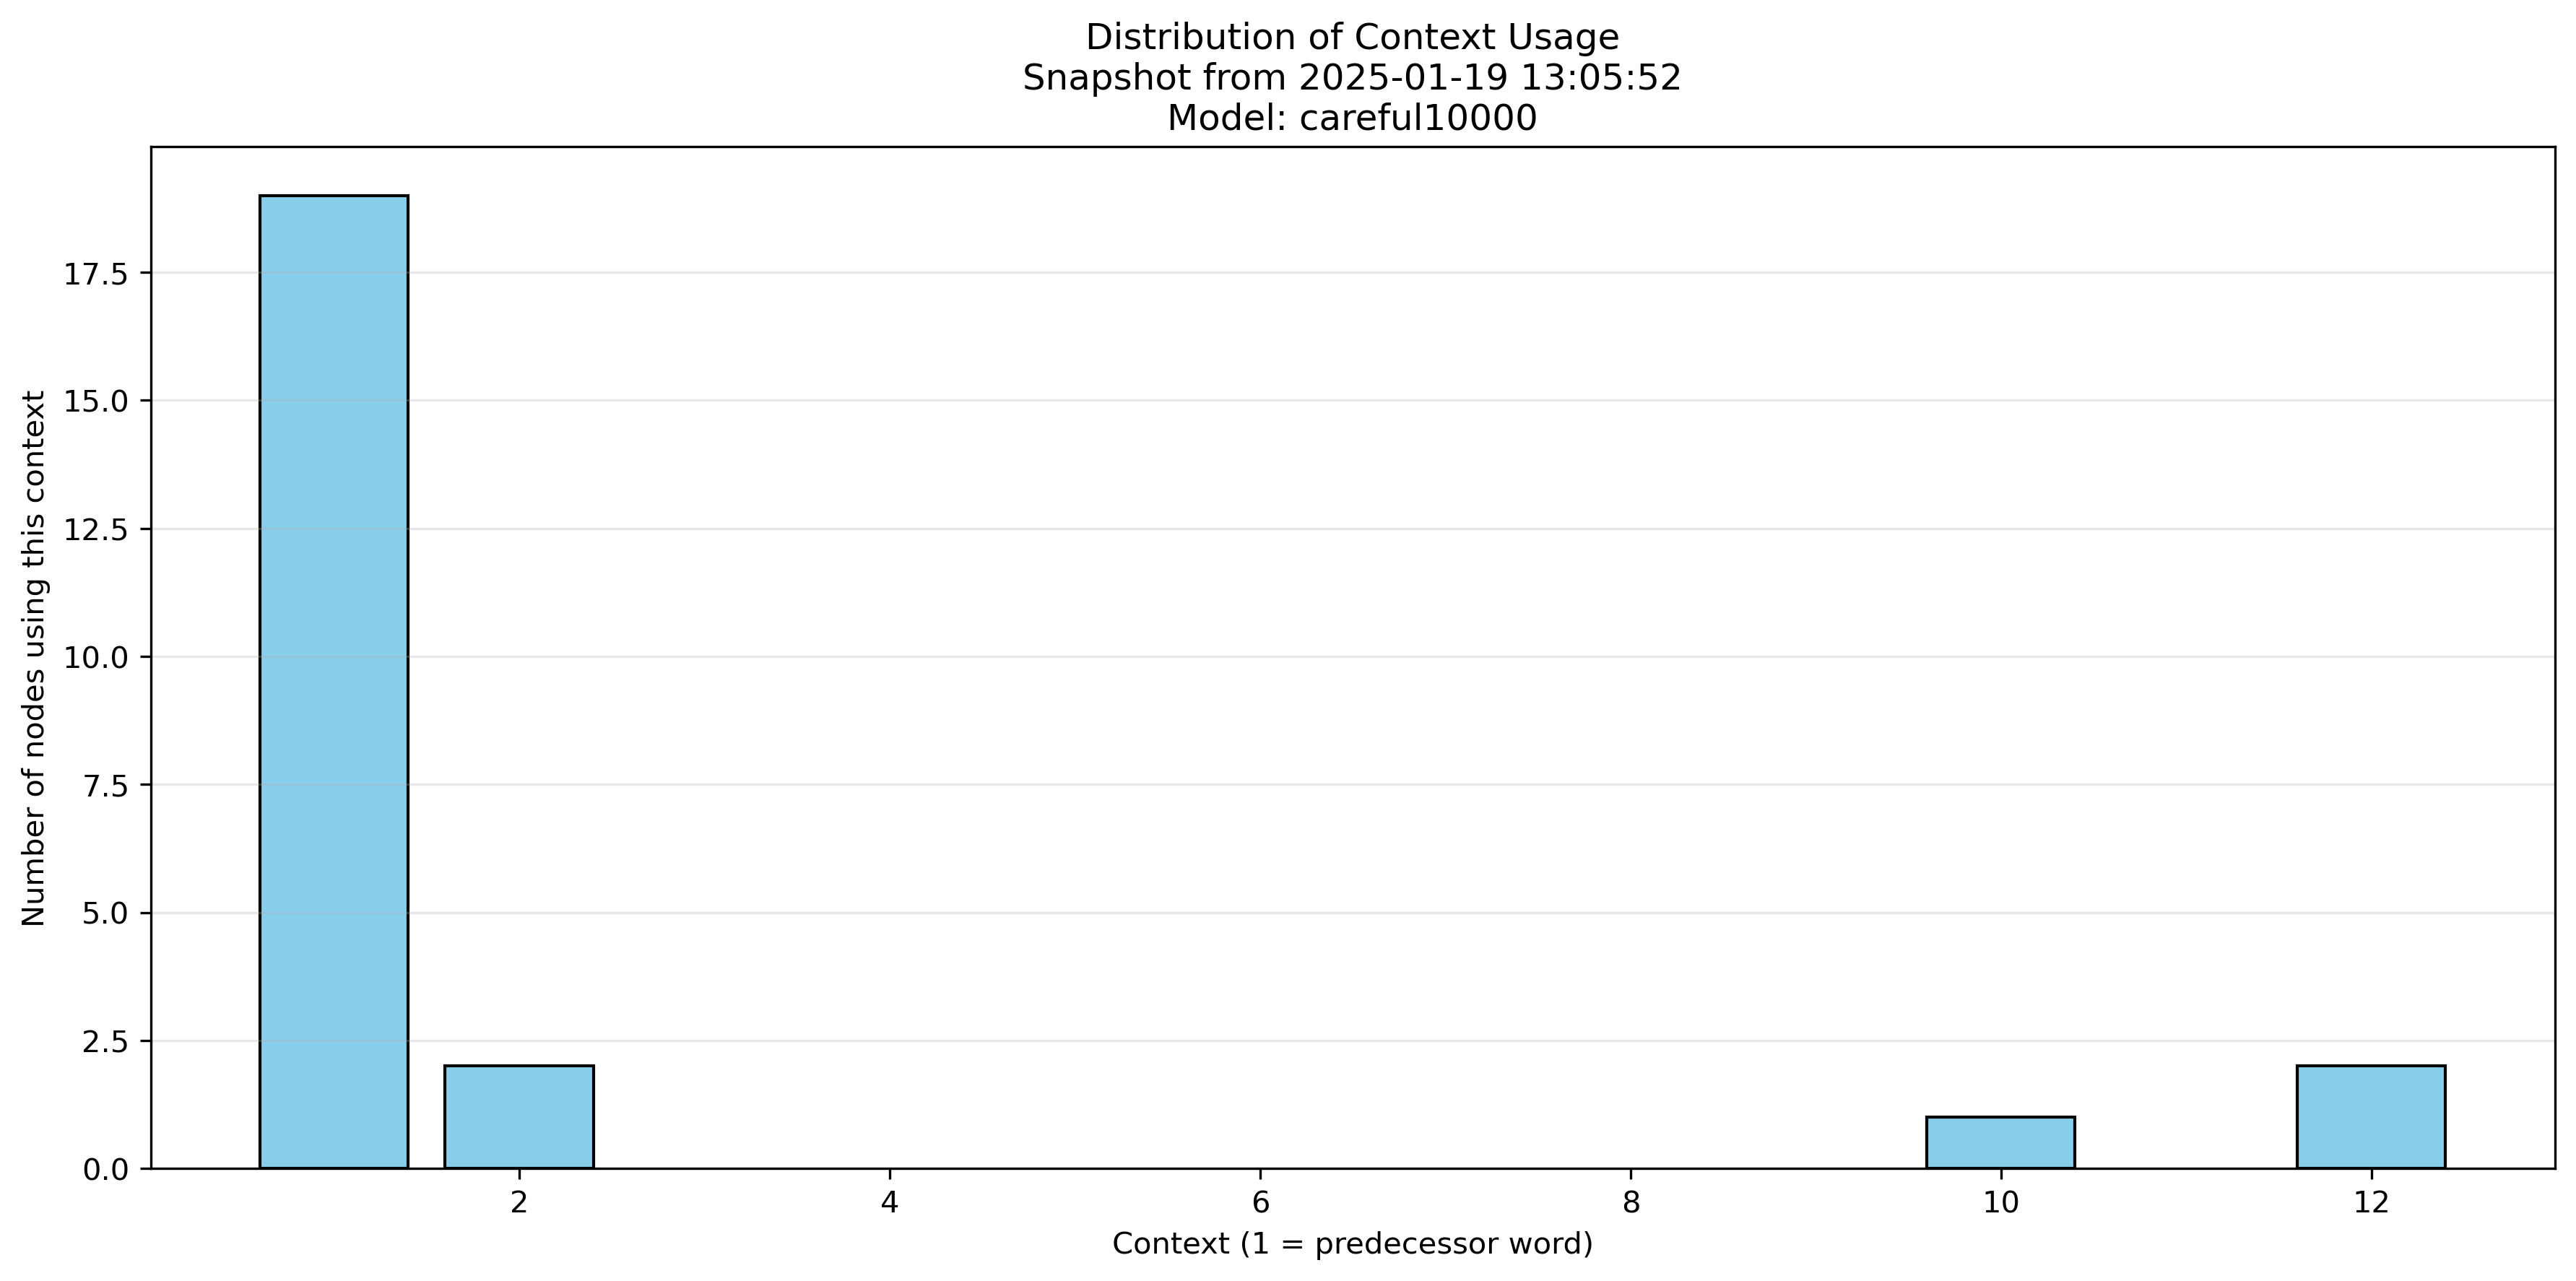 Distribution of Context Usage
Snapshot from 2025-01-19 13:05:52
Model: careful10000
Number of nodes using this context
17.5
15.0
12.5
10.0
7.5
5.0
2.5
0.0
2 4 6 8 10 12
Context (1 = predecessor word)